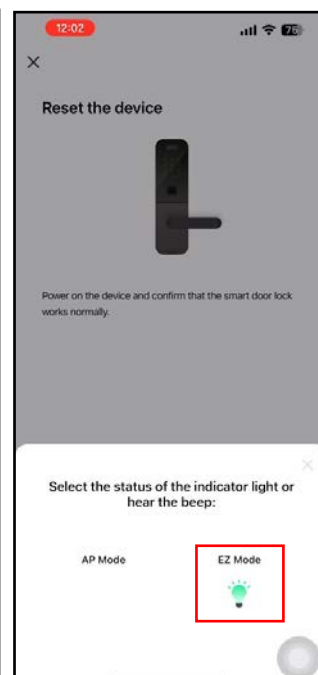 12:02
76
Reset the device
Power on the device and confirm that the smart door lock
works normally.
Select the status of the indicator light or
hear the beep:
AP Mode EZ Mode